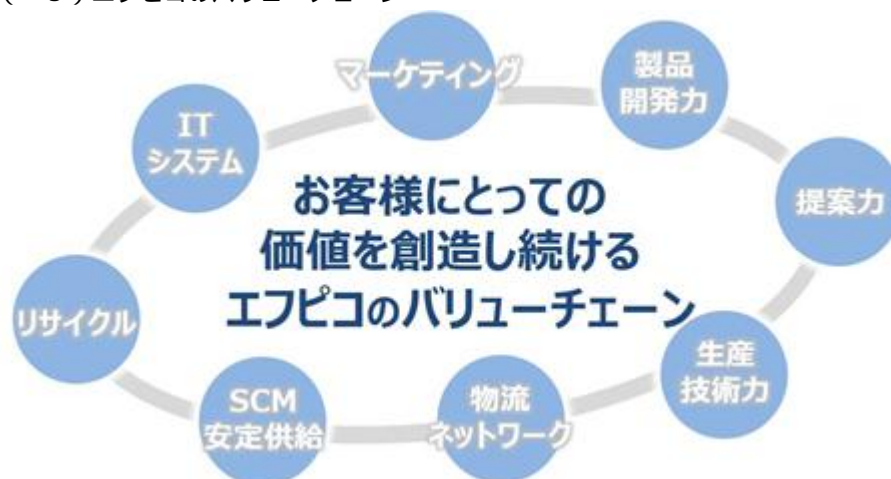 マーケティング
製品
開発力
提案力
生産
技術力
物流
ネットワーク
SCM
安定供給
リサイクル
IT
システム
お客様にとっての
価値を創造し続ける
エフピコのバリューチェーン